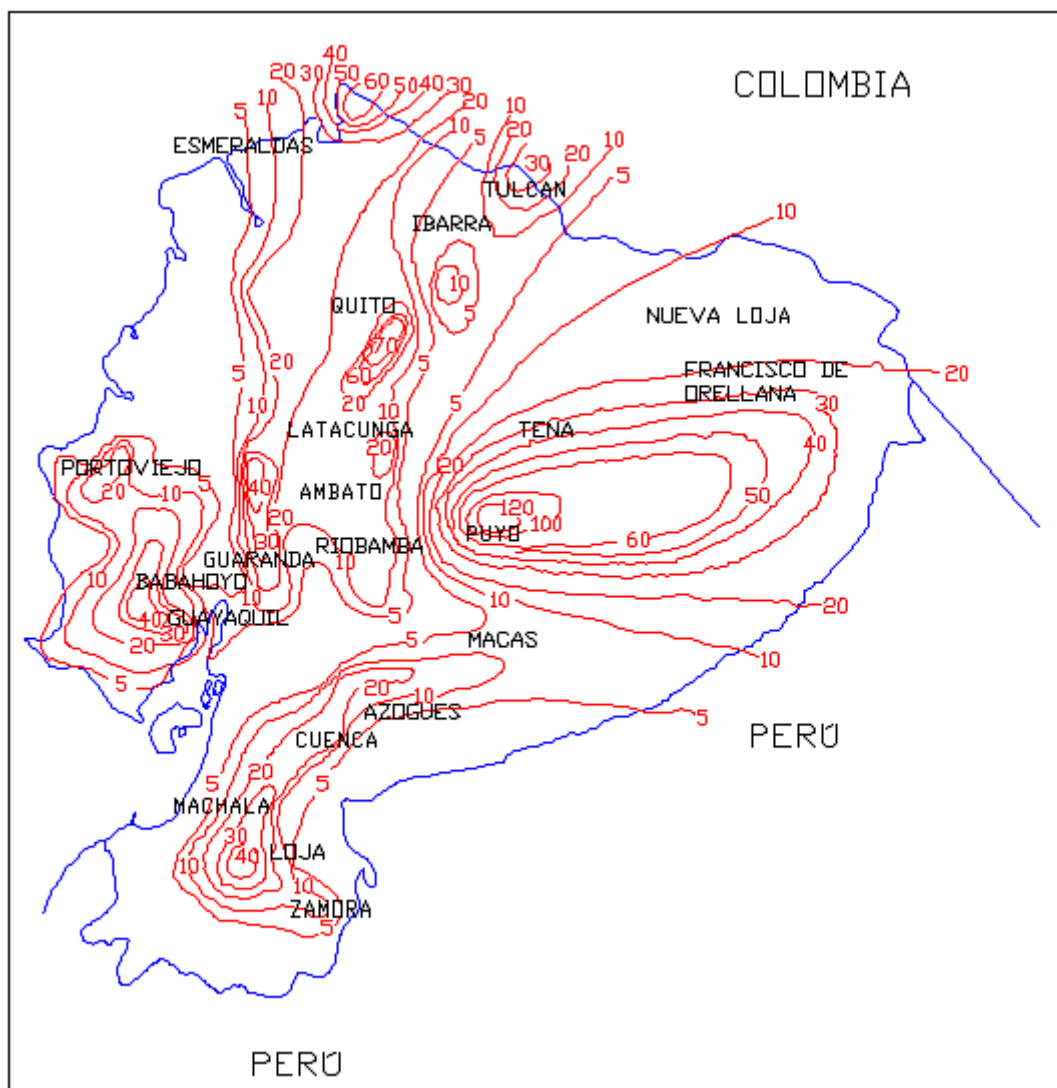 40
20 30 50 60 50 40 30
COLOMBIA
10 20
5 10 10
ESMERALDAS 5 20
30 20 10
TULCAN 5
IBARRA 10
10
QUITO 5
NUEVA LOJA
70
5 20 60 5 FRANCISCO DE 20
10 20 10 5 ORELLANA 30
LATACUNGA TENA
20 40
PORTOVIEJO 20
40 AMBATO
20 10 5 50
120
20 100
30 RIOBAMBA PUYO 60
GUARANDA
10 BABAHOYO 10 10
40 GUAYAQUIL 5 10 20
30
20 5 MACAS
10
5 20 10
AZOGUES 5
CUENCA PERÚ
5 20 5
MACHALA
30
10 40 LOJA
10
ZAMORA
5
PERÚ